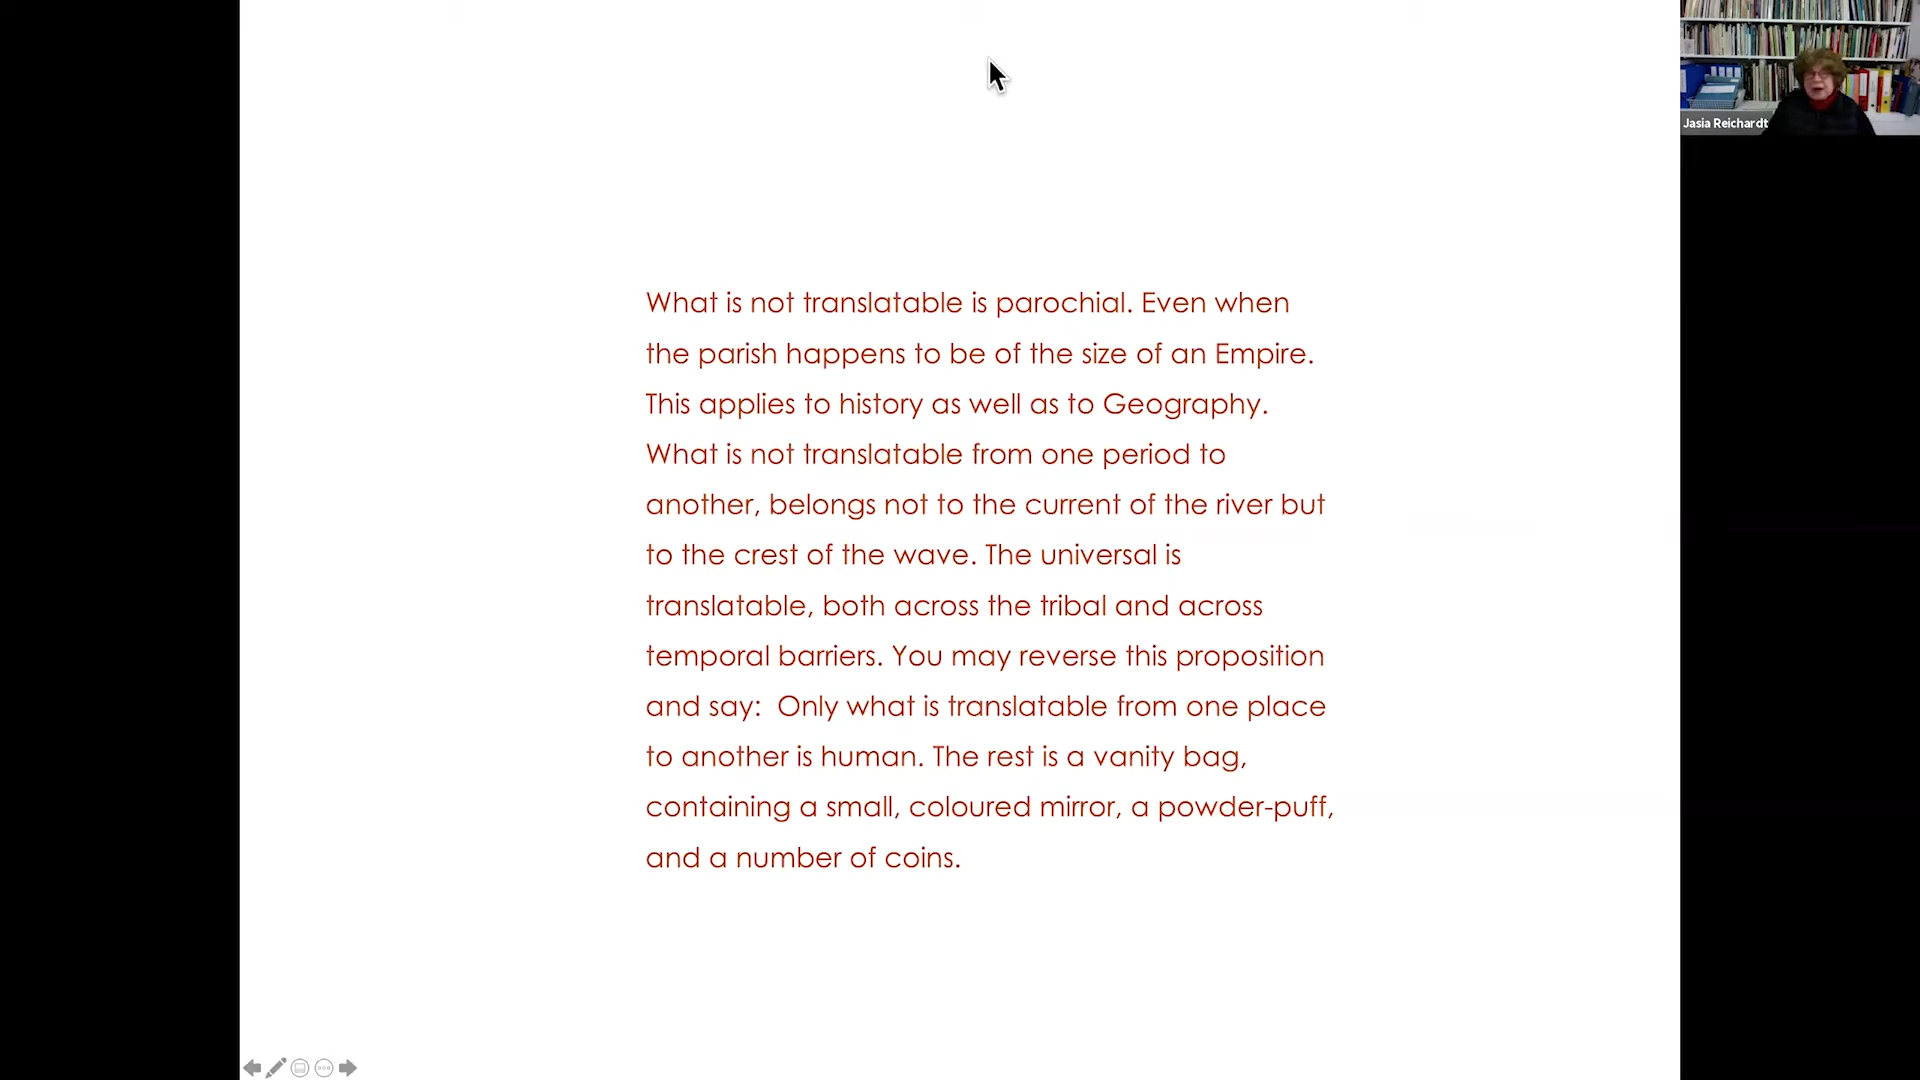 Jasia Reichardt
What is not translatable is parochial. Even when
the parish happens to be of the size of an Empire.
This applies to history as well as to Geography.
What is not translatable from one period to
another, belongs not to the current of the river but
to the crest of the wave. The universal is
translatable, both across the tribal and across
temporal barriers. You may reverse this proposition
and say:  Only what is translatable from one place
to another is human. The rest is a vanity bag,
containing a small, coloured mirror, a powder-puff,
and a number of coins.